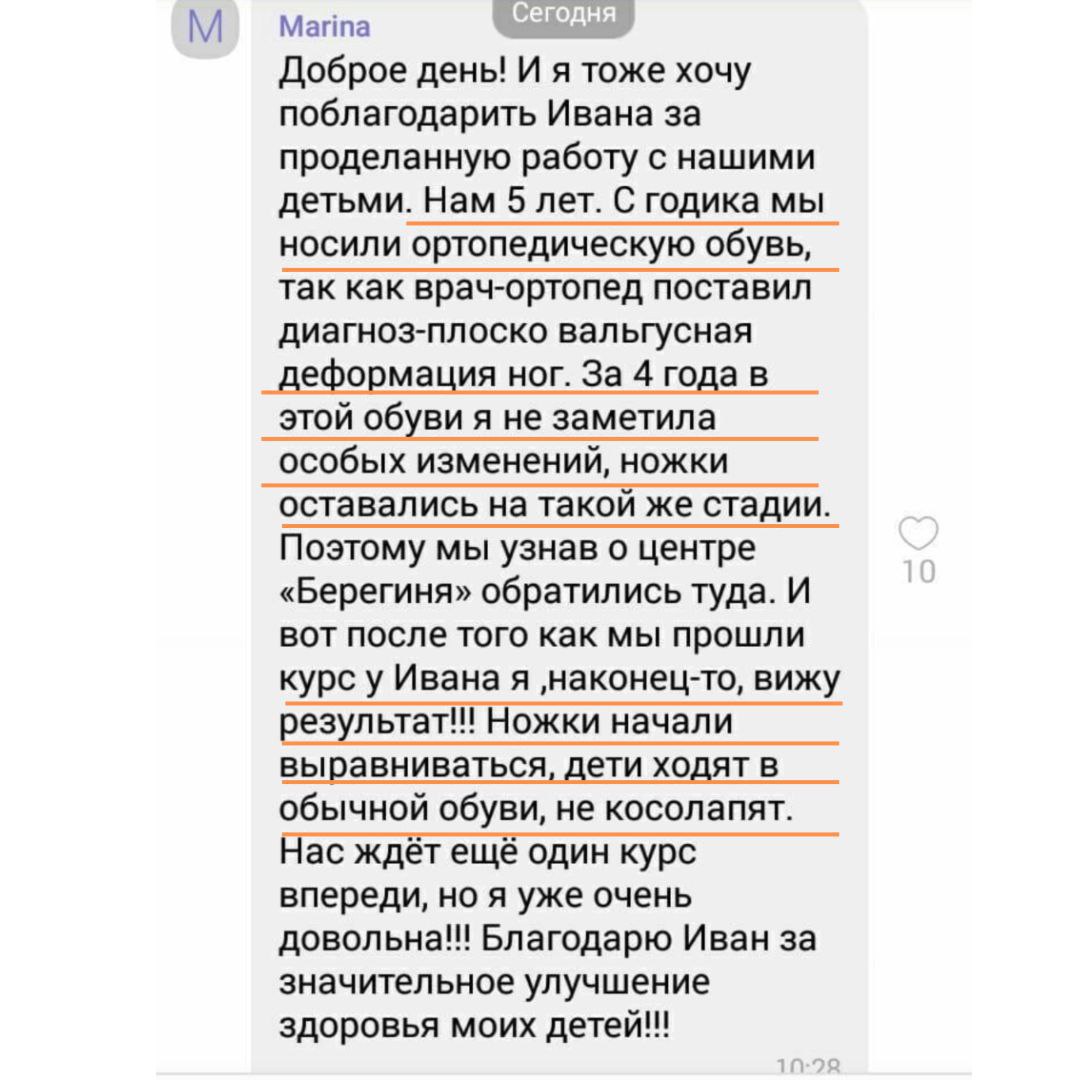 Сегодня
M
Marina
Доброе день! И я тоже хочу
поблагодарить Ивана за
проделанную работу с нашими
детьми. Нам 5 лет. С годика мы
носили ортопедическую обувь,
так как врач-ортопед поставил
диагноз-плоско вальгусная
деформация ног. За 4 года в
этой обуви я не заметила
особых изменений, ножки
оставались на такой же стадии.
Поэтому мы узнав о центре
«Берегиня» обратились туда. И
вот после того как мы прошли
курс у Ивана я ,наконец-то, вижу
результат!!! Ножки начали
выравниваться, дети ходят в
обычной обуви, не косолапят.
Нас ждёт ещё один курс
впереди, но я уже очень
довольна!!! Благодарю Иван за
значительное улучшение
здоровья моих детей!!!
10
10:28